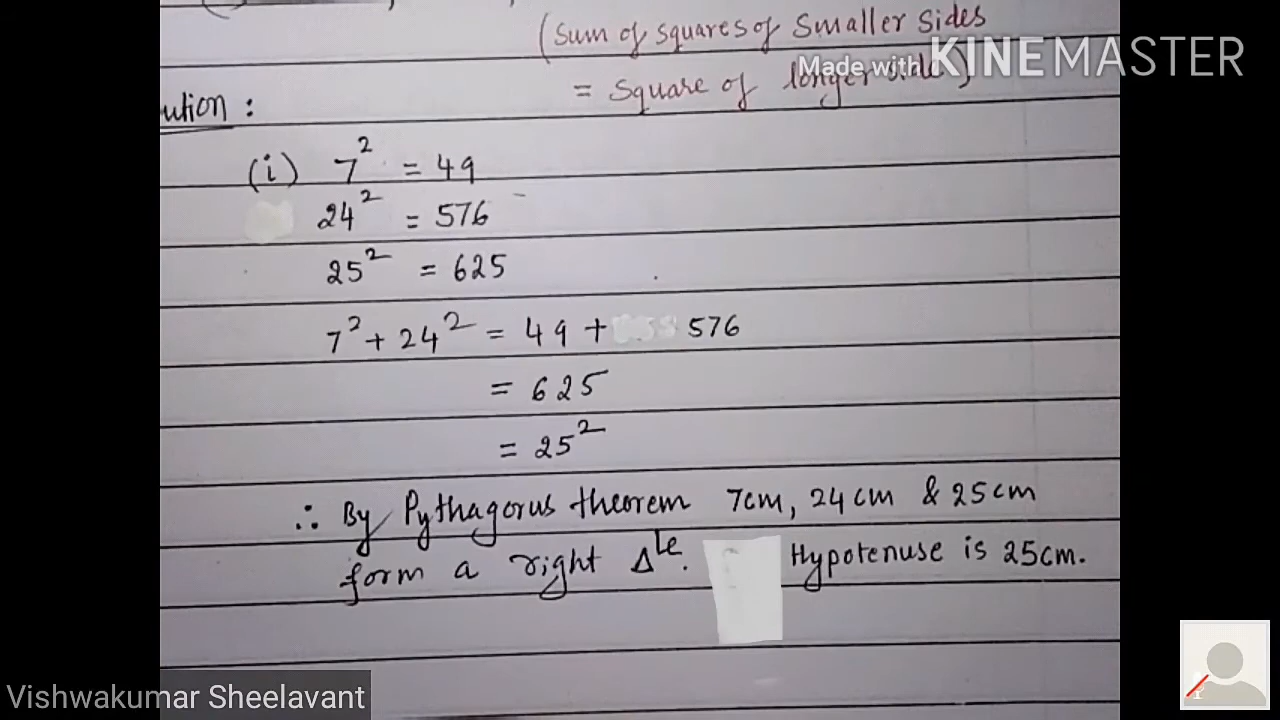 (Sum of squares of Smaller Sides
= Square of longer side)
Made with KINEMASTER
ution :
(i) 7² = 49
24² = 576
25² = 625
7² + 24² = 49 + 576
= 625
= 25²
∴ By Pythagorus theorem 7cm, 24cm & 25cm
form a right Δle. Hypotenuse is 25cm.
Vishwakumar Sheelavant